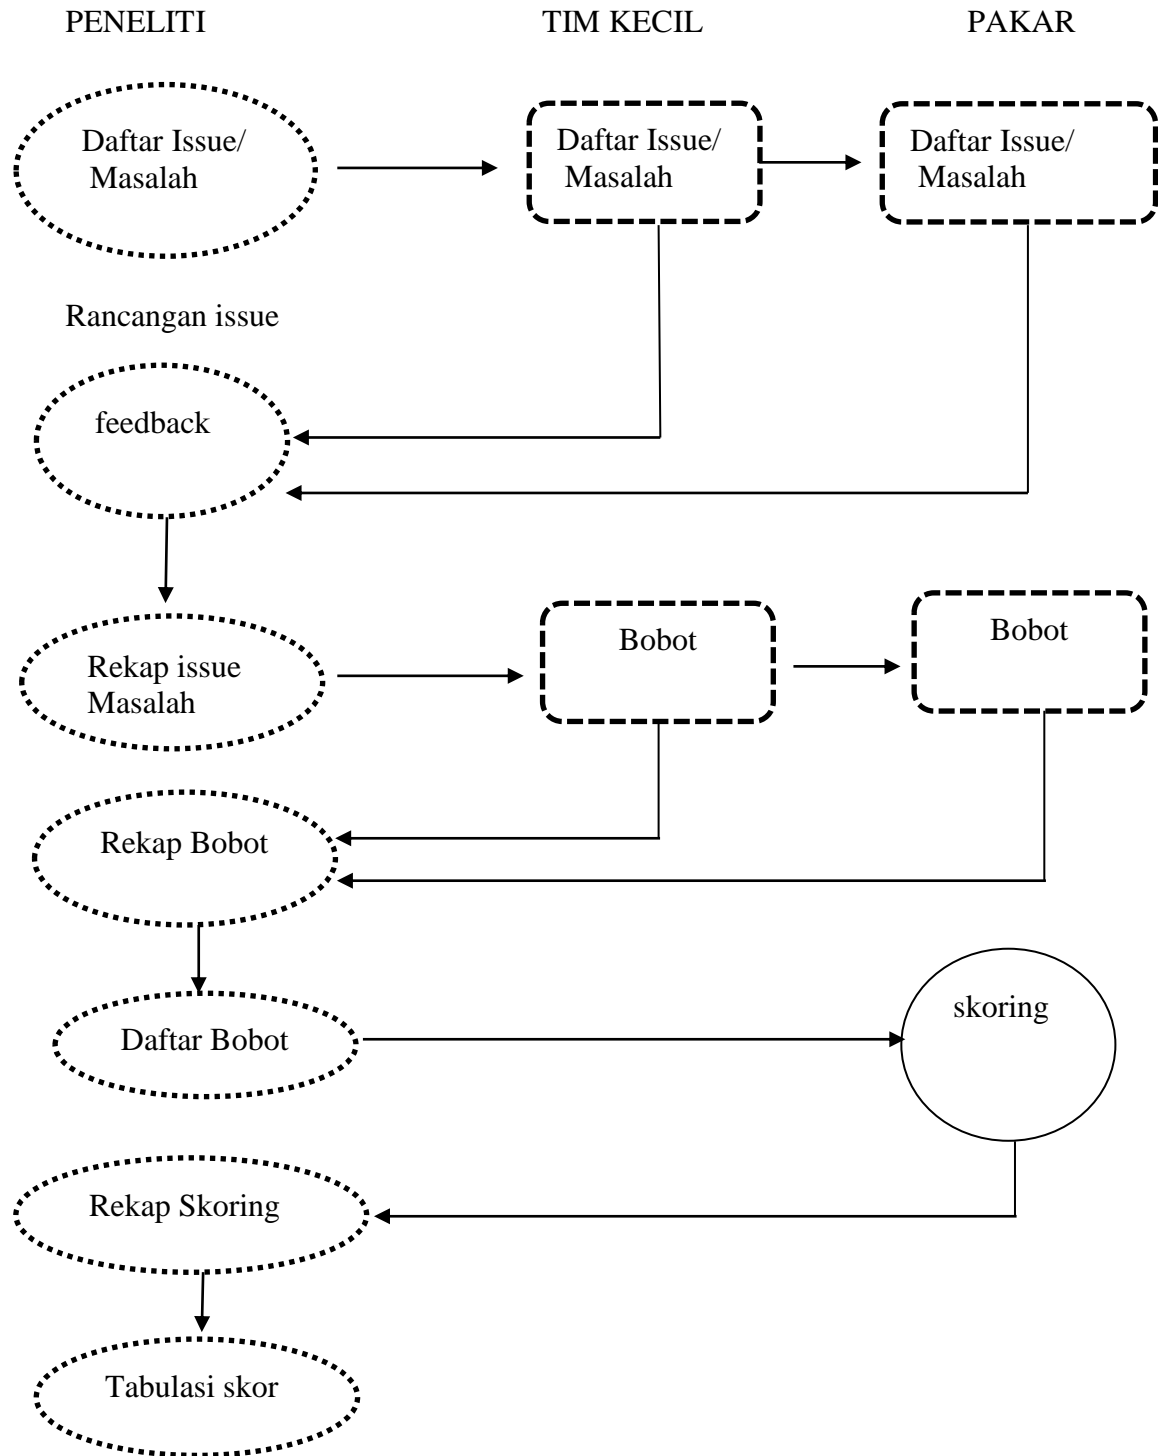 PENELITI
TIM KECIL
PAKAR
Daftar Issue/
Masalah
Daftar Issue/
Masalah
Daftar Issue/
Masalah
Rancangan issue
feedback
Rekap issue
Masalah
Bobot
Bobot
Rekap Bobot
Daftar Bobot
skoring
Rekap Skoring
Tabulasi skor